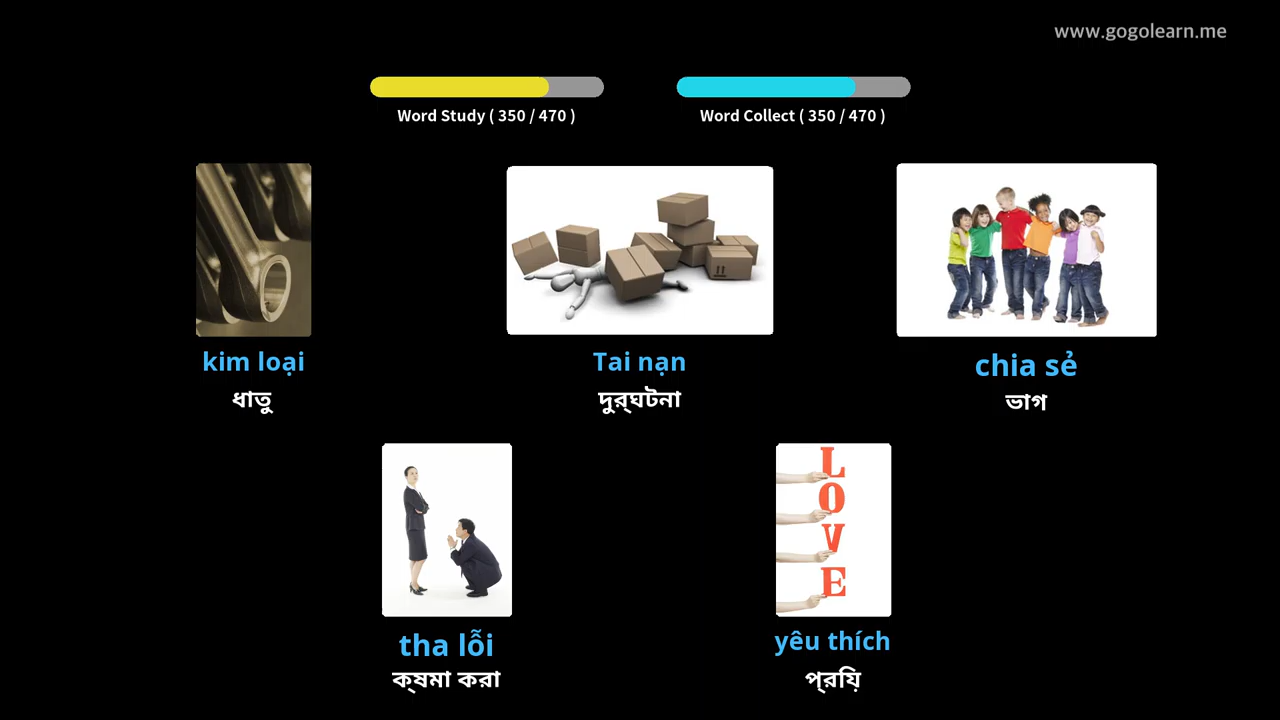 www.gogolearn.me
Word Study ( 350 / 470 )
Word Collect ( 350 / 470 )
kim loại
ধাতু
Tai nạn
দুর্ঘটনা
chia sẻ
ভাগ
LOVE
tha lỗi
ক্ষমা করা
yêu thích
প্রিয়